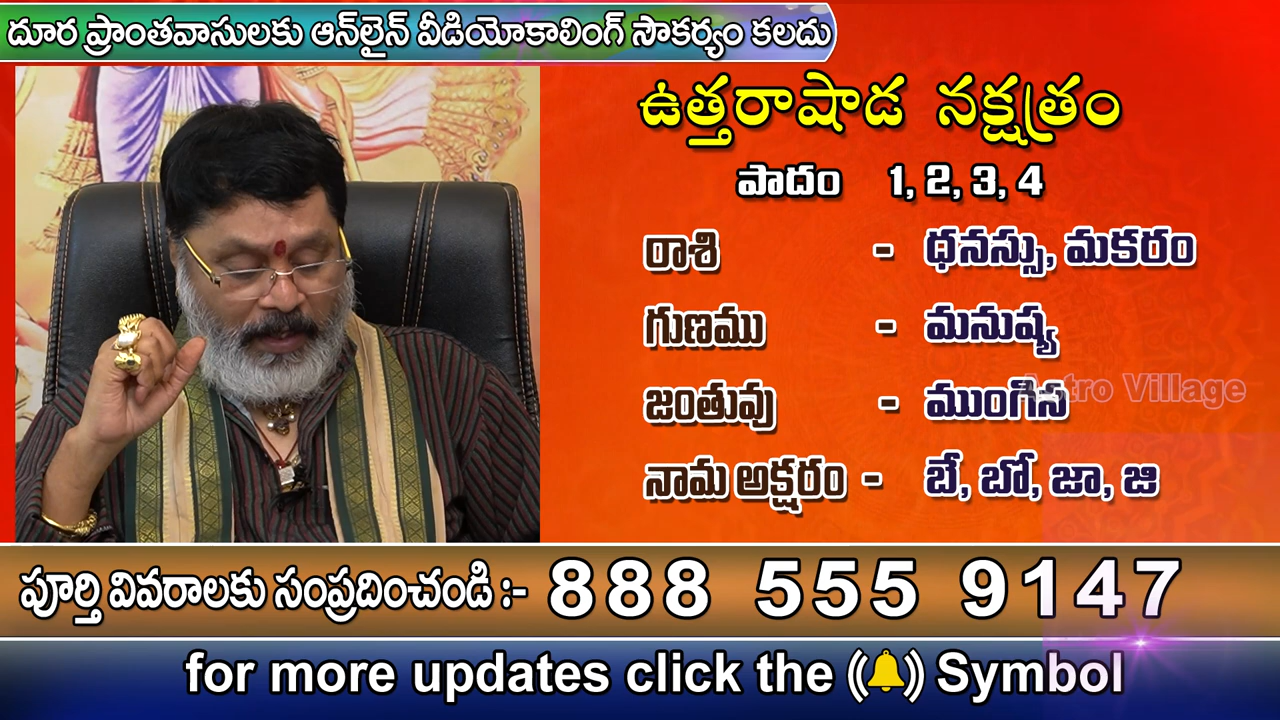 దూర ప్రాంతవాసులకు ఆన్‌లైన్ వీడియోకాలింగ్ సౌకర్యం కలదు
ఉత్తరాషాడ నక్షత్రం
పాదం 1, 2, 3, 4
రాశి - ధనస్సు, మకరం
గుణము - మనుష్య
Astro Village
జంతువు - ముంగిస
నామ అక్షరం - బే, బో, జా, జి
పూర్తి వివరాలకు సంప్రదించండి :- 888 555 9147
for more updates click the Symbol